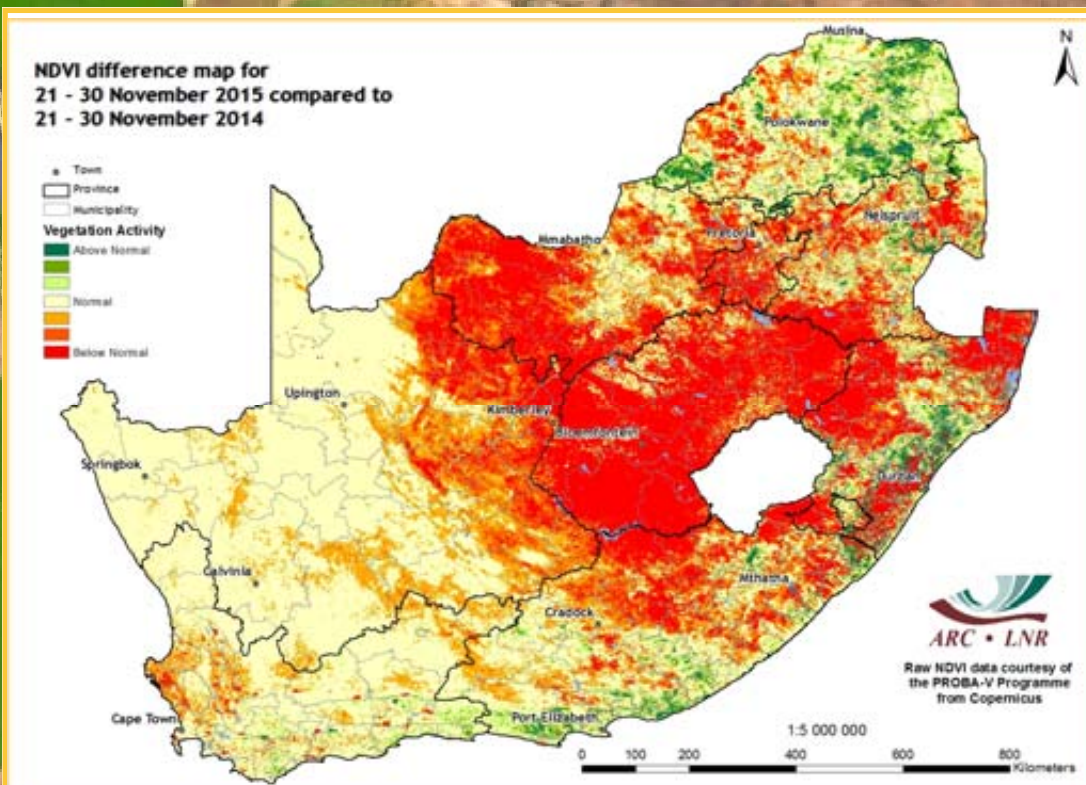 NDVI difference map for
21 - 30 November 2015 compared to
21 - 30 November 2014
Town
Province
Municipality
Vegetation Activity
Above Normal
Normal
Below Normal
N
Musina
Polokwane
Nelspruit
Pretoria
Mmabatho
Upington
Kimberley
Bloemfontein
Springbok
Durban
Calvinia
Mthatha
Cradock
Cape Town
Port Elizabeth
ARC • LNR
Raw NDVI data courtesy of
the PROBA-V Programme
from Copernicus
1:5 000 000
0 100 200 400 600 800
Kilometers